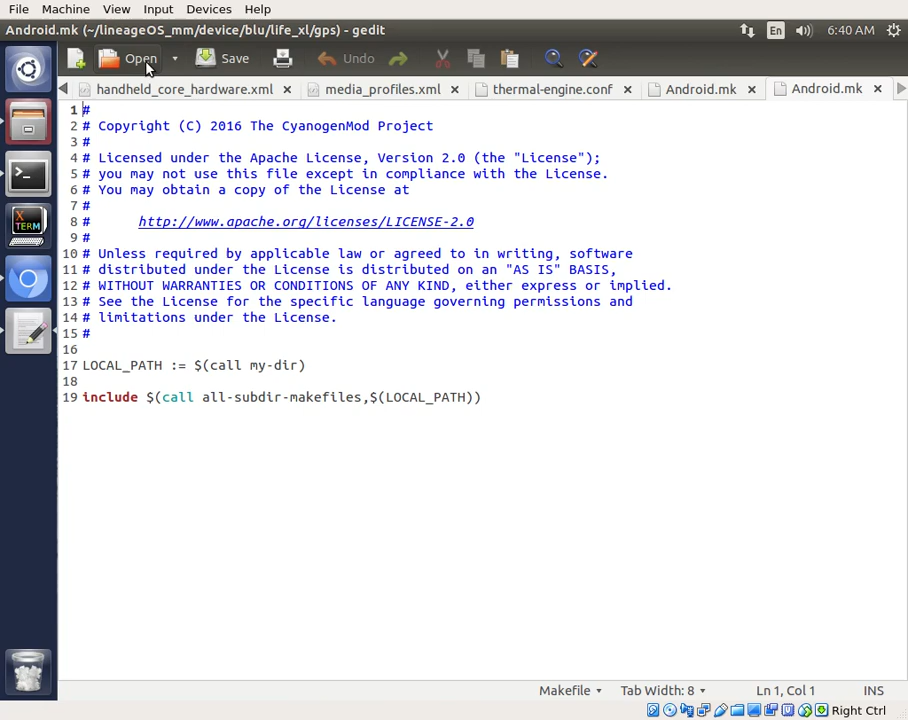 File Machine View Input Devices Help
Android.mk (~/lineageOS_mm/device/blu/life_xl/gps) - gedit En 6:40 AM
Open Save Undo
handheld_core_hardware.xml media_profiles.xml thermal-engine.conf Android.mk Android.mk
1 #
2 # Copyright (C) 2016 The CyanogenMod Project
3 #
4 # Licensed under the Apache License, Version 2.0 (the "License");
5 # you may not use this file except in compliance with the License.
6 # You may obtain a copy of the License at
7 #
8 # http://www.apache.org/licenses/LICENSE-2.0
9 #
10 # Unless required by applicable law or agreed to in writing, software
11 # distributed under the License is distributed on an "AS IS" BASIS,
12 # WITHOUT WARRANTIES OR CONDITIONS OF ANY KIND, either express or implied.
13 # See the License for the specific language governing permissions and
14 # limitations under the License.
15 #
16
17 LOCAL_PATH := $(call my-dir)
18
19 include $(call all-subdir-makefiles,$(LOCAL_PATH))
>_
X TERM
Makefile Tab Width: 8 Ln 1, Col 1 INS
Right Ctrl